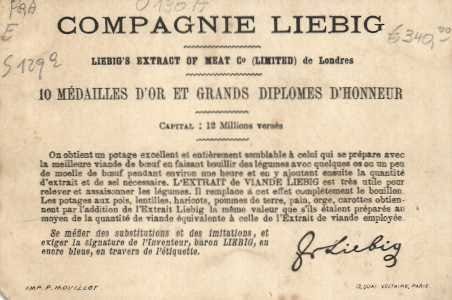 F&A
E
S1292
0130A
$340.00
COMPAGNIE LIEBIG
LIEBIG'S EXTRACT OF MEAT Co (LIMITED) de Londres
10 MÉDAILLES D'OR ET GRANDS DIPLOMES D'HONNEUR
CAPITAL : 12 Millions versés
On obtient un potage excellent et entièrement semblable à celui qui se prépare avec la
meilleure viande de bœuf en faisant bouillir des légumes avec quelques os ou un peu
de moelle de bœuf pendant environ une heure et en y ajoutant ensuite la quantité
d'extrait et de sel nécessaire. L'EXTRAIT de VIANDE LIEBIG est très utile pour
relever et assaisonner les légumes. Il remplace à cet effet complètement le bouillon.
Les potages aux pois, lentilles, haricots, pommes de terre, pain, orge, carottes obtien-
nent par l'addition de l'Extrait Liebig la même valeur que s'ils étaient préparés au
moyen de la quantité de viande équivalente à celle de l'Extrait de viande employée.
Se méfier des substitutions et des imitations, et
exiger la signature de l'Inventeur, baron LIEBIG, en
encre bleue, en travers de l'étiquette.
Jv Liebig
IMP. P. MOUILLOT
13, QUAI VOLTAIRE, PARIS.